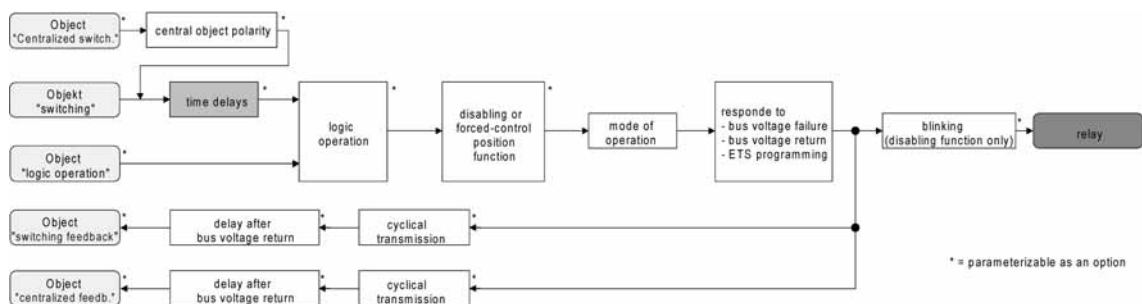 Object
"Centralized switch."
*
central object polarity
*
Objekt
"switching"
time delays
*
logic
operation
*
disabling or
forced-control
position
function
*
mode of
operation
responde to
- bus voltage failure
- bus voltage return
- ETS programming
blinking
(disabling function only)
*
relay
Object
"logic operation"
*
Object
"switching feedback"
*
delay after
bus voltage return
*
cyclical
transmission
*
Object
"centralized feedb."
*
delay after
bus voltage return
*
cyclical
transmission
*
* = parameterizable as an option